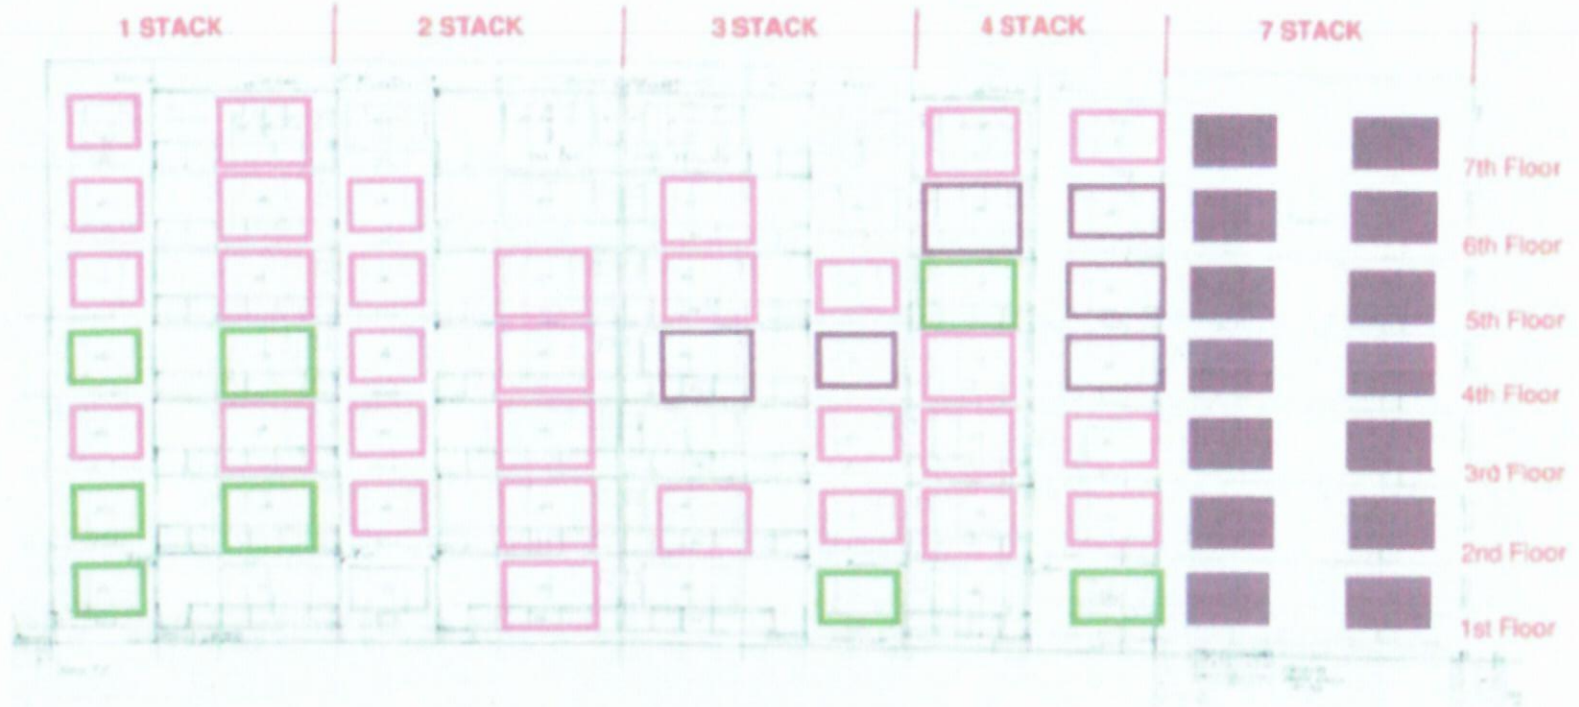 1 STACK
2 STACK
3 STACK
4 STACK
7 STACK
7th Floor
6th Floor
5th Floor
4th Floor
3rd Floor
2nd Floor
1st Floor